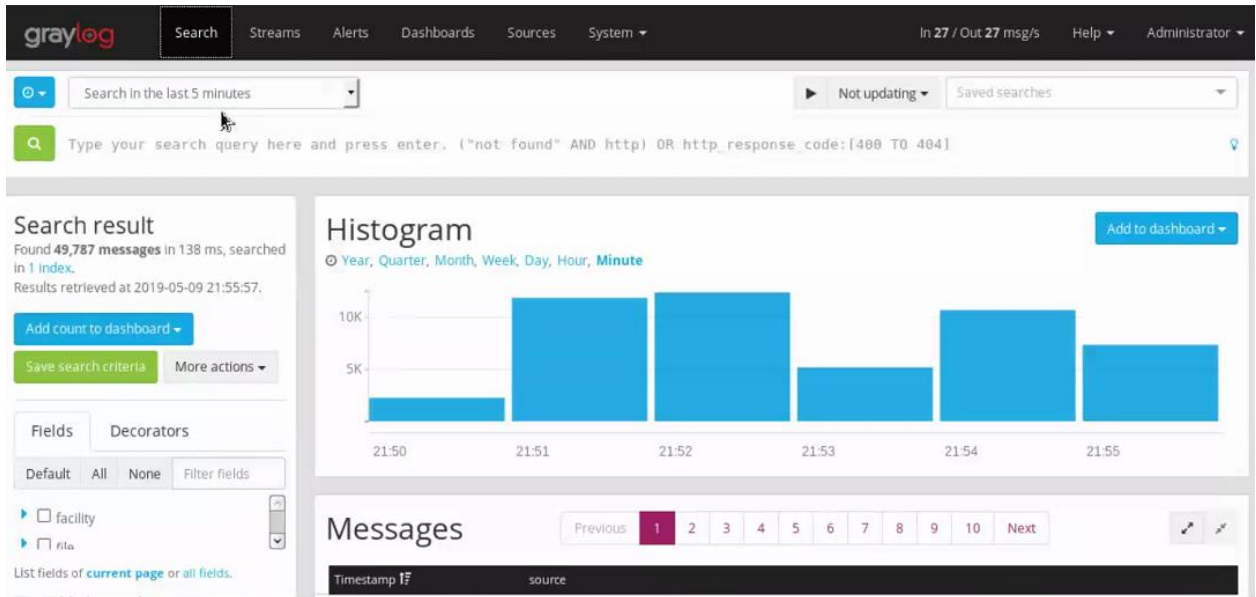 graylog Search Streams Alerts Dashboards Sources System In 27 / Out 27 msg/s Help Administrator
Search in the last 5 minutes Not updating Saved searches
Type your search query here and press enter. ("not found" AND http) OR http_response_code:[400 TO 404]
Search result
Found 49,787 messages in 138 ms, searched
in 1 index.
Results retrieved at 2019-05-09 21:55:57.
Add count to dashboard
Save search criteria More actions
Fields Decorators
Default All None Filter fields
facility
file
List fields of current page or all fields.
Histogram
Add to dashboard
Year, Quarter, Month, Week, Day, Hour, Minute
10K
5K
21:50 21:51 21:52 21:53 21:54 21:55
Messages Previous 1 2 3 4 5 6 7 8 9 10 Next
Timestamp source